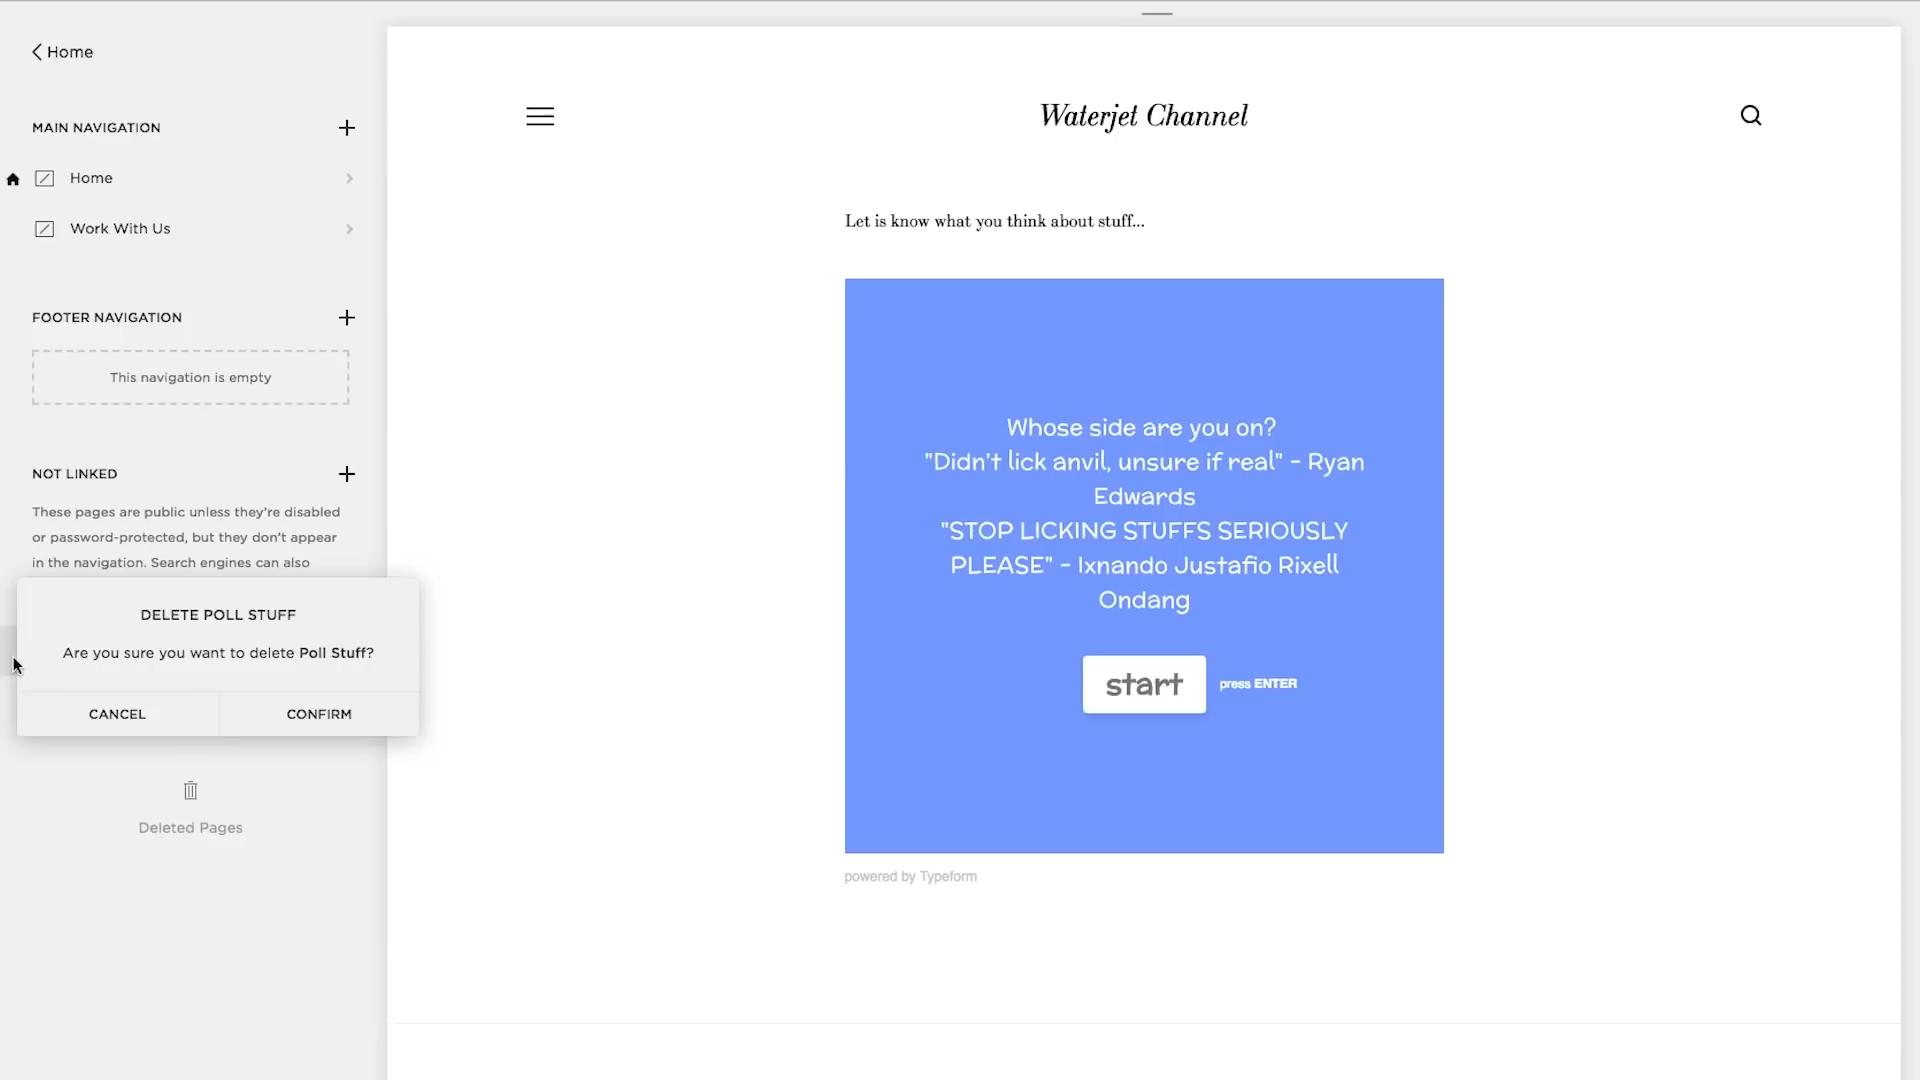 Home
MAIN NAVIGATION
Home
Work With Us
FOOTER NAVIGATION
This navigation is empty
NOT LINKED
These pages are public unless they're disabled
or password-protected, but they don't appear
in the navigation. Search engines can also
DELETE POLL STUFF
Are you sure you want to delete Poll Stuff?
CANCEL
CONFIRM
Deleted Pages
Waterjet Channel
Let is know what you think about stuff...
Whose side are you on?
"Didn't lick anvil, unsure if real" - Ryan
Edwards
"STOP LICKING STUFFS SERIOUSLY
PLEASE" - Ixnando Justafio Rixell
Ondang
start
press ENTER
powered by Typeform